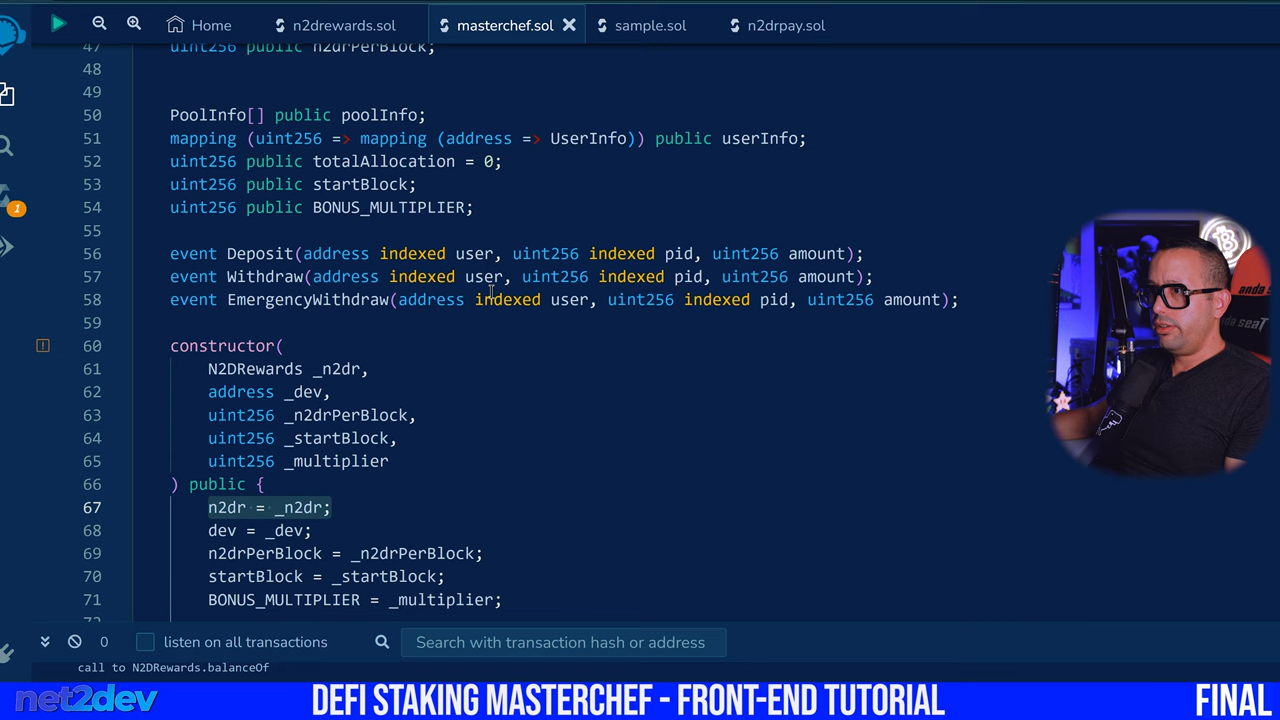 Home
n2drewards.sol
masterchef.sol
sample.sol
n2drpay.sol
47 uint256 public n2drPerBlock;
48
49
50 PoolInfo[] public poolInfo;
51 mapping (uint256 => mapping (address => UserInfo)) public userInfo;
52 uint256 public totalAllocation = 0;
53 uint256 public startBlock;
54 uint256 public BONUS_MULTIPLIER;
55
56 event Deposit(address indexed user, uint256 indexed pid, uint256 amount);
57 event Withdraw(address indexed user, uint256 indexed pid, uint256 amount);
58 event EmergencyWithdraw(address indexed user, uint256 indexed pid, uint256 amount);
59
60 constructor(
61 N2DRewards _n2dr,
62 address _dev,
63 uint256 _n2drPerBlock,
64 uint256 _startBlock,
65 uint256 _multiplier
66 ) public {
67 n2dr = _n2dr;
68 dev = _dev;
69 n2drPerBlock = _n2drPerBlock;
70 startBlock = _startBlock;
71 BONUS_MULTIPLIER = _multiplier;
1
0 listen on all transactions Search with transaction hash or address
call to N2DRewards.balanceOf
net2dev DEFI STAKING MASTERCHEF - FRONT-END TUTORIAL FINAL